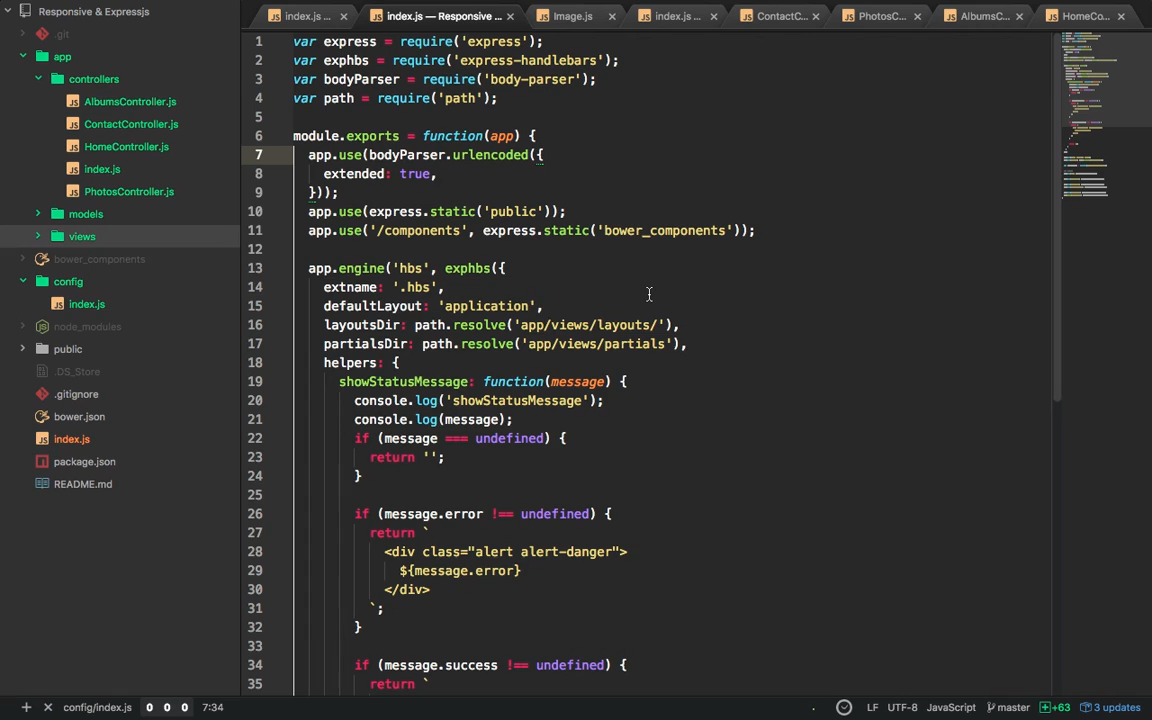 Responsive & Expressjs
.git
app
controllers
AlbumsController.js
ContactController.js
HomeController.js
index.js
PhotosController.js
models
views
bower_components
config
index.js
node_modules
public
.DS_Store
.gitignore
bower.json
index.js
package.json
README.md
index.js ...
index.js — Responsive ...
Image.js
index.js ...
ContactC...
PhotosC...
AlbumsC...
HomeCo...
1 var express = require('express');
2 var exphbs = require('express-handlebars');
3 var bodyParser = require('body-parser');
4 var path = require('path');
5
6 module.exports = function(app) {
7 app.use(bodyParser.urlencoded({
8 extended: true,
9 }));
10 app.use(express.static('public'));
11 app.use('/components', express.static('bower_components'));
12
13 app.engine('hbs', exphbs({
14 extname: '.hbs',
15 defaultLayout: 'application',
16 layoutsDir: path.resolve('app/views/layouts/'),
17 partialsDir: path.resolve('app/views/partials'),
18 helpers: {
19 showStatusMessage: function(message) {
20 console.log('showStatusMessage');
21 console.log(message);
22 if (message === undefined) {
23 return '';
24 }
25
26 if (message.error !== undefined) {
27 return `
28 <div class="alert alert-danger">
29 ${message.error}
30 </div>
31 `;
32 }
33
34 if (message.success !== undefined) {
35 return `
config/index.js 0 0 0 7:34 . LF UTF-8 JavaScript master +63 3 updates